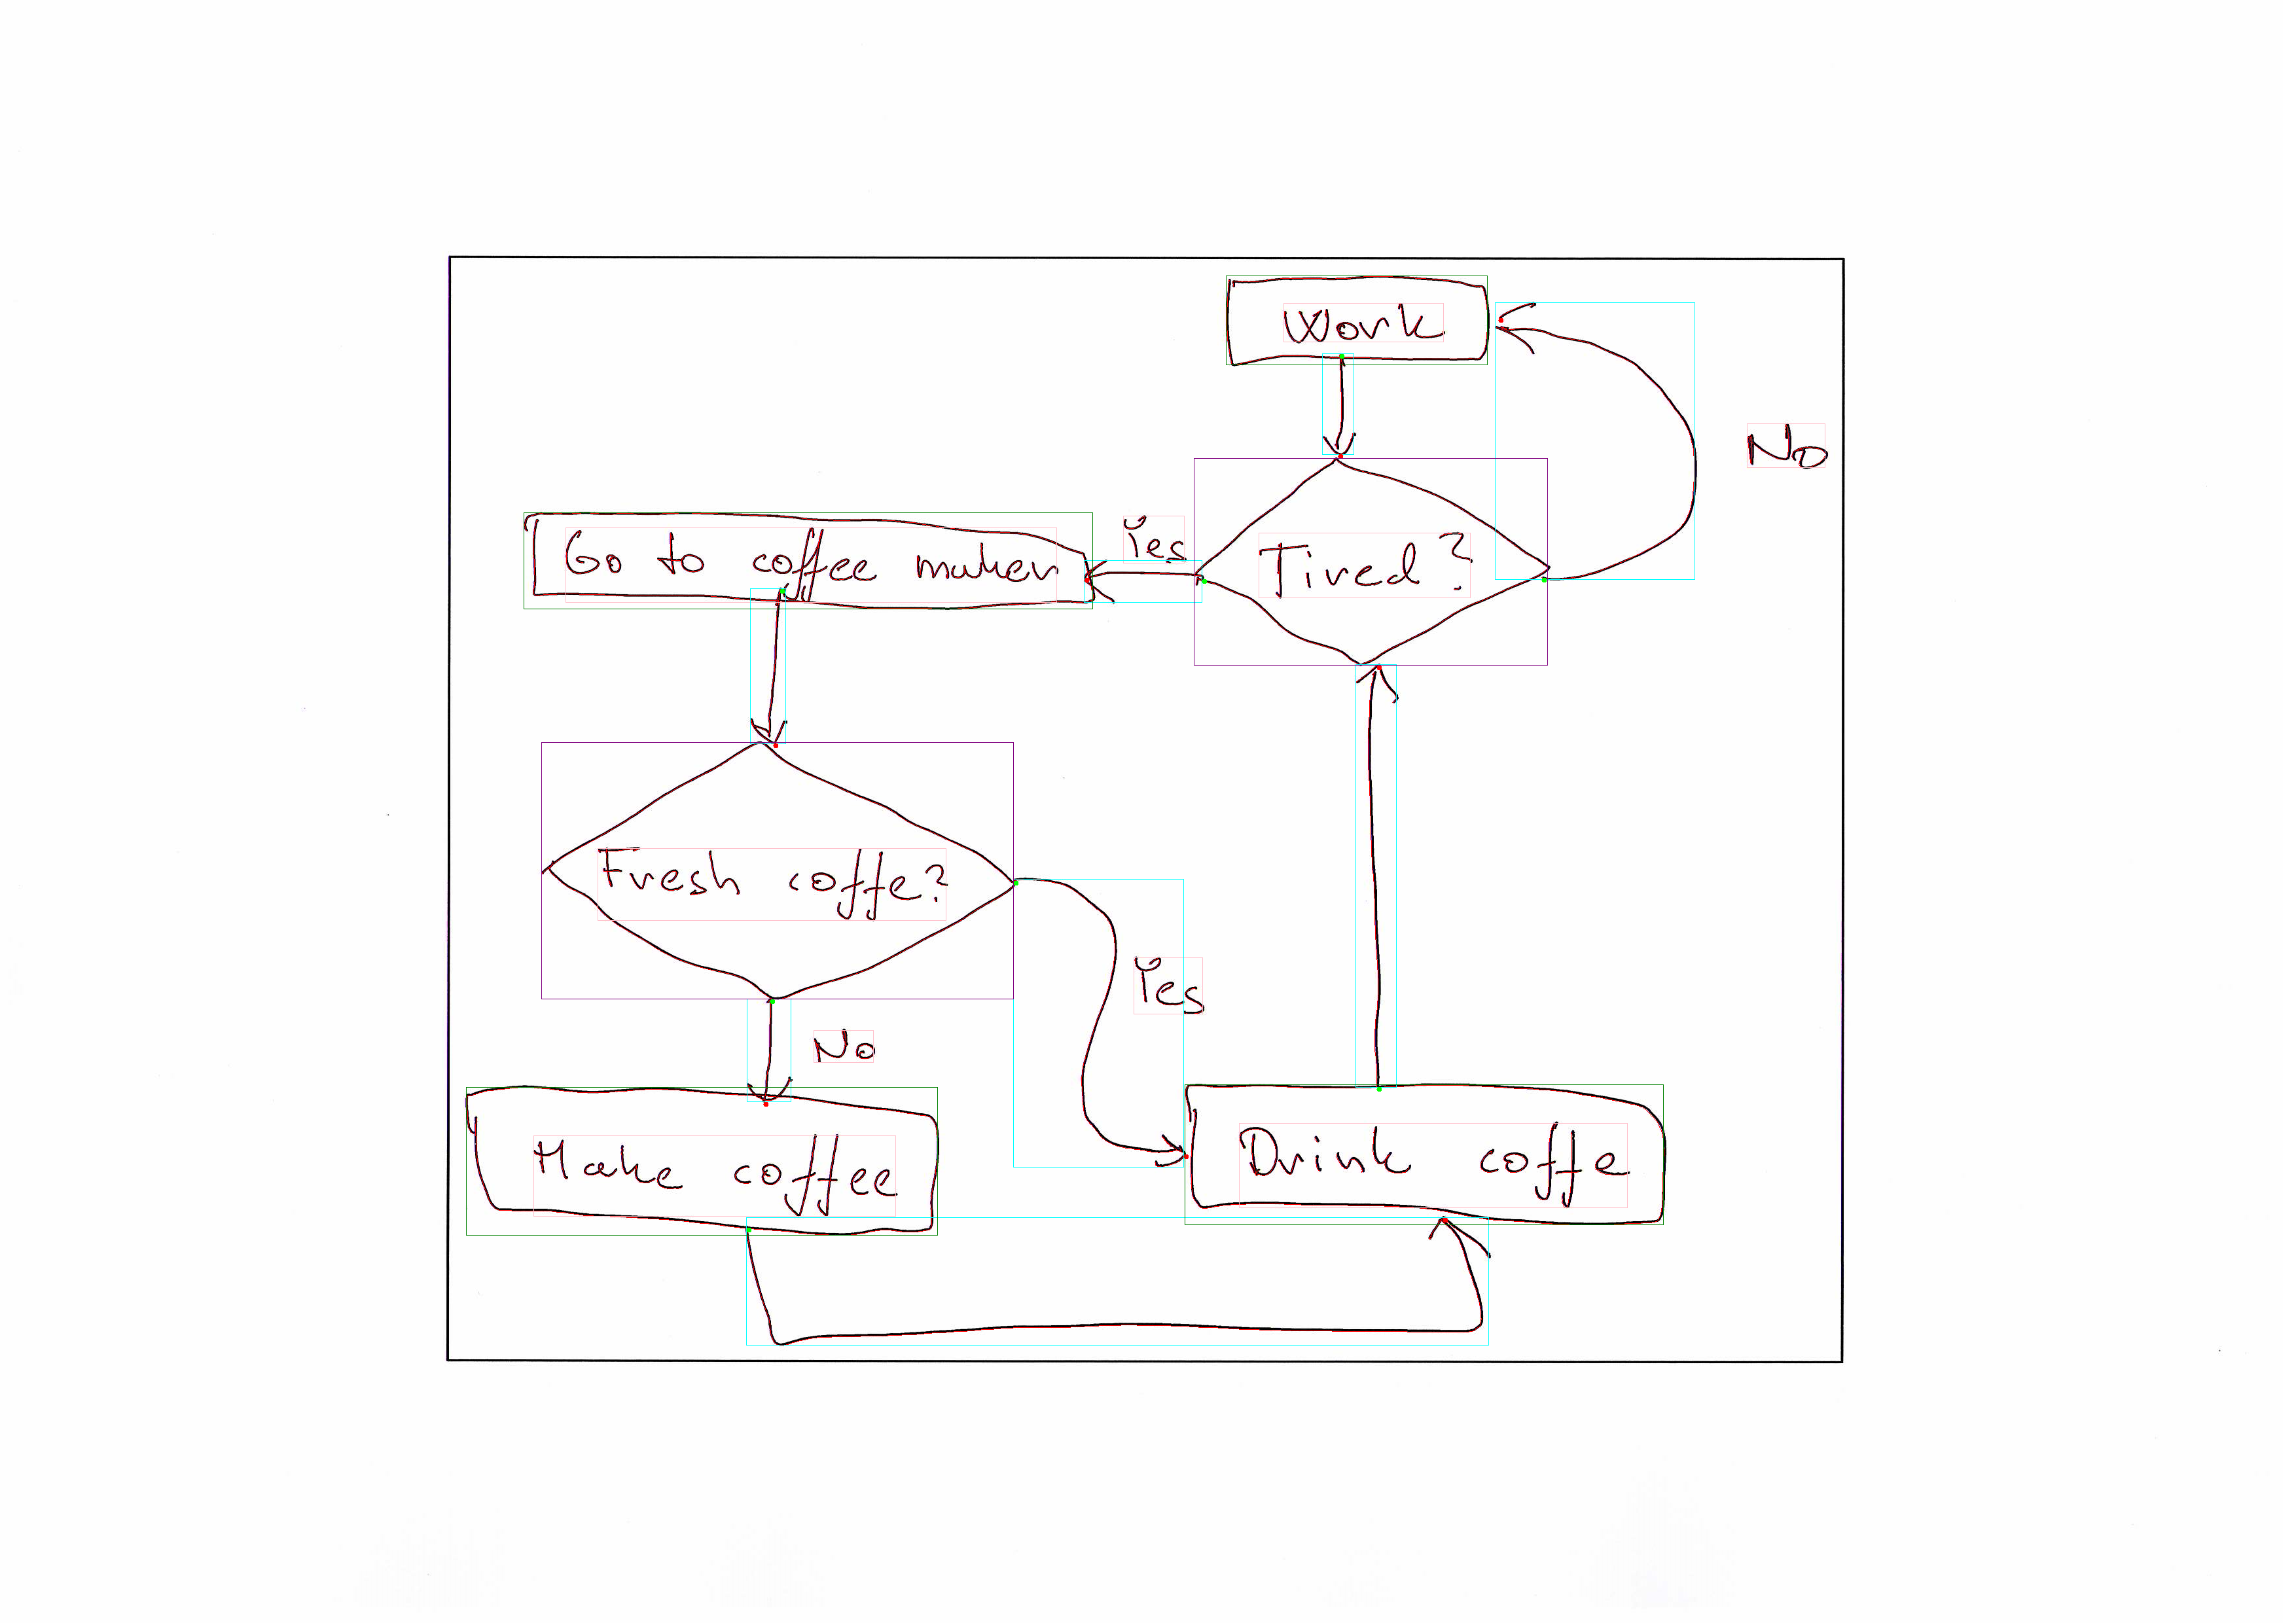 Work
No
Yes
Go to coffee maker
Tired?
Fresh coffe?
Yes
No
Make coffee
Drink coffe